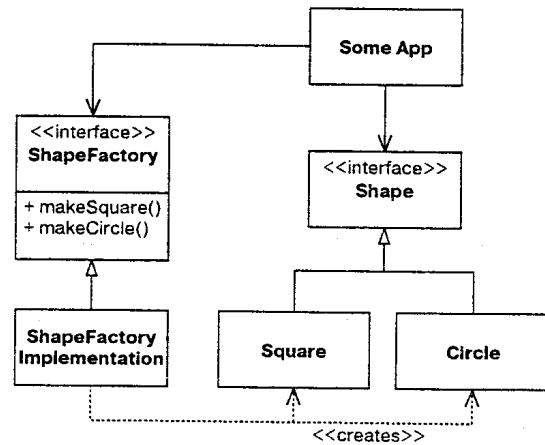 Some App
<<interface>>
ShapeFactory
+ makeSquare()
+ makeCircle()
<<interface>>
Shape
ShapeFactory
Implementation
Square
Circle
<<creates>>